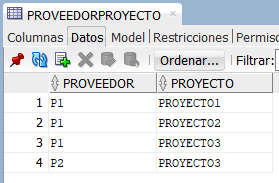 PROVEEDORPROYECTO
Columnas Datos Model Restricciones Permiso
Ordenar... Filtrar:
PROVEEDOR PROYECTO
1 P1 PROYECTO1
2 P1 PROYECTO2
3 P1 PROYECTO3
4 P2 PROYECTO3